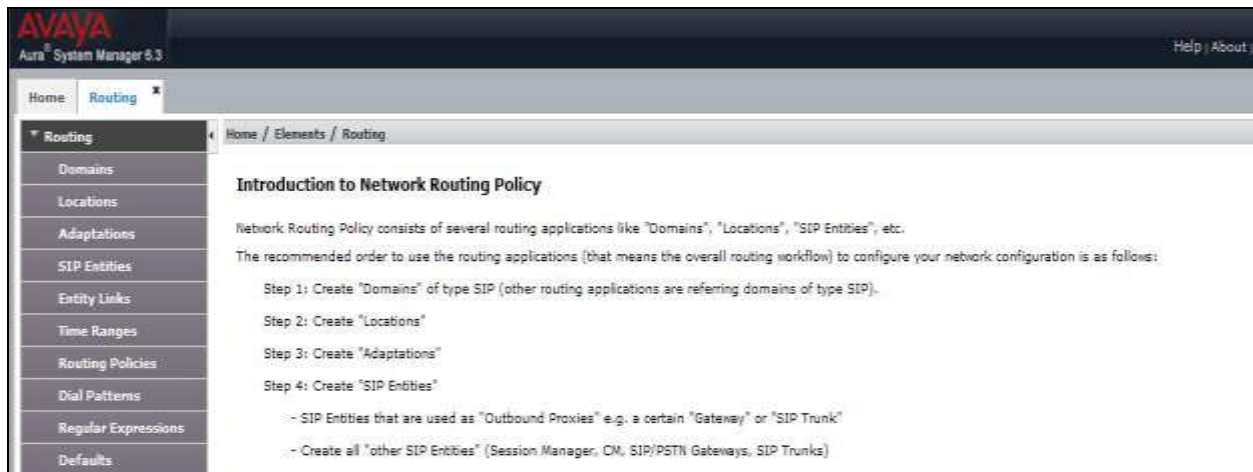 AVAYA
Aura® System Manager 6.3
Help | About |
Home Routing x
Routing
Domains
Locations
Adaptations
SIP Entities
Entity Links
Time Ranges
Routing Policies
Dial Patterns
Regular Expressions
Defaults
Home / Elements / Routing
Introduction to Network Routing Policy
Network Routing Policy consists of several routing applications like "Domains", "Locations", "SIP Entities", etc.
The recommended order to use the routing applications (that means the overall routing workflow) to configure your network configuration is as follows:
Step 1: Create "Domains" of type SIP (other routing applications are referring domains of type SIP).
Step 2: Create "Locations"
Step 3: Create "Adaptations"
Step 4: Create "SIP Entities"
- SIP Entities that are used as "Outbound Proxies" e.g. a certain "Gateway" or "SIP Trunk"
- Create all "other SIP Entities" (Session Manager, CM, SIP/PSTN Gateways, SIP Trunks)